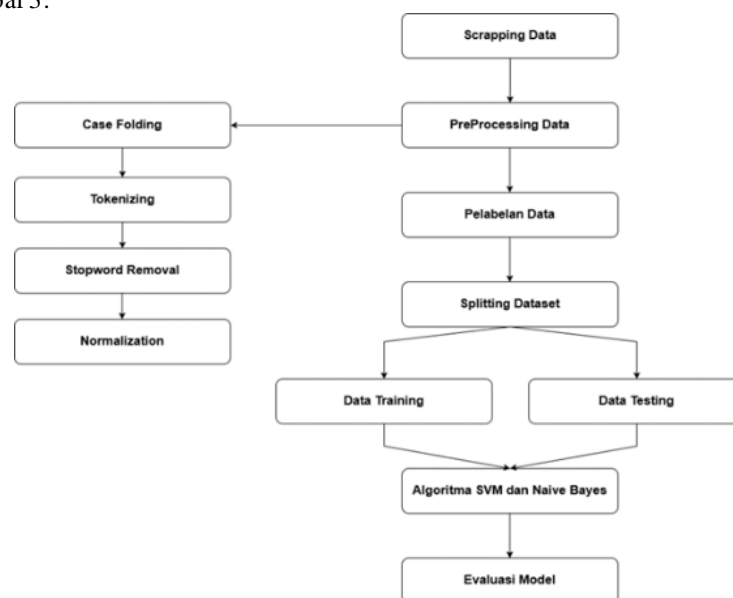 Scrapping Data
Case Folding
PreProcessing Data
Tokenizing
Pelabelan Data
Stopword Removal
Splitting Dataset
Normalization
Data Training
Data Testing
Algoritma SVM dan Naive Bayes
Evaluasi Model